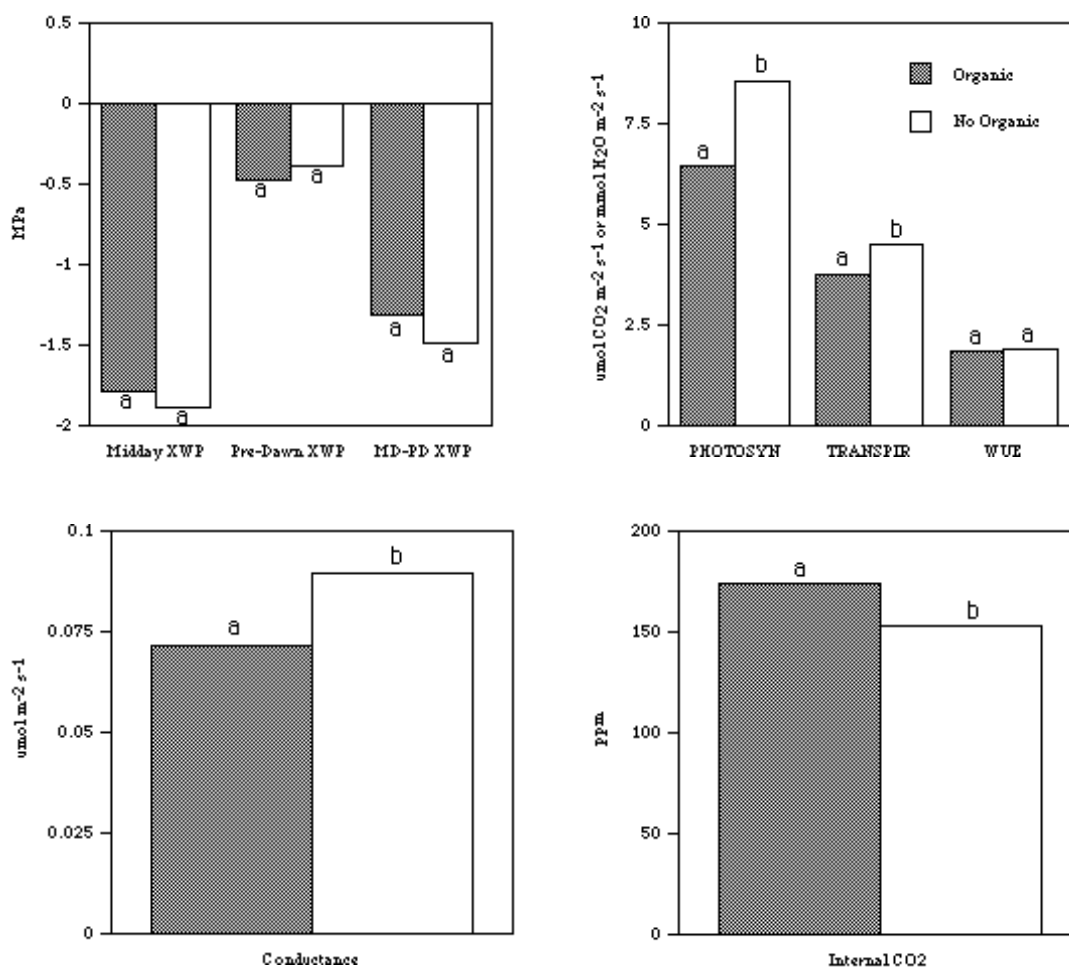 0.5
0
-0.5
-1
-1.5
-2
MPa
a
a
a
a
a
a
Midday XWP
Pre-Dawn XWP
MD-PD XWP
10
7.5
5
2.5
0
umol CO2 m-2 s-1 or mmol H2O m-2 s-1
Organic
No Organic
a
b
a
b
a
a
PHOTOSYN
TRANSPIR
WUE
0.1
0.075
0.05
0.025
0
umol m-2 s-1
a
b
Conductance
200
150
100
50
0
ppm
a
b
Internal CO2